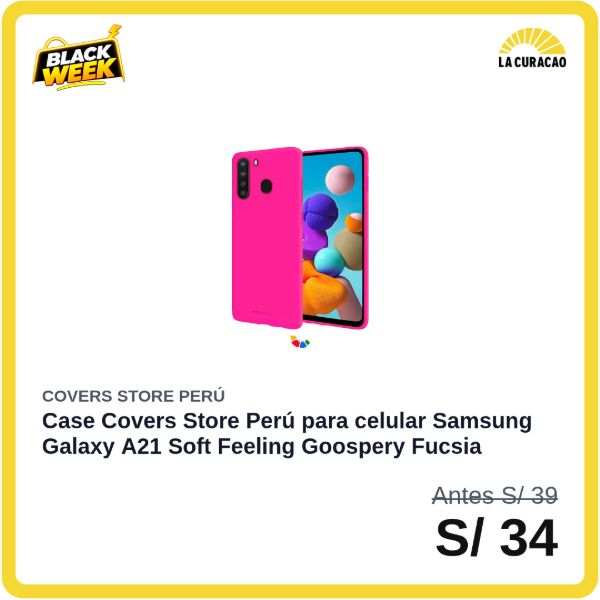 BLACK
WEEK
LA CURACAO
COVERS STORE PERÚ
Case Covers Store Perú para celular Samsung
Galaxy A21 Soft Feeling Goospery Fucsia
Antes S/ 39
S/ 34